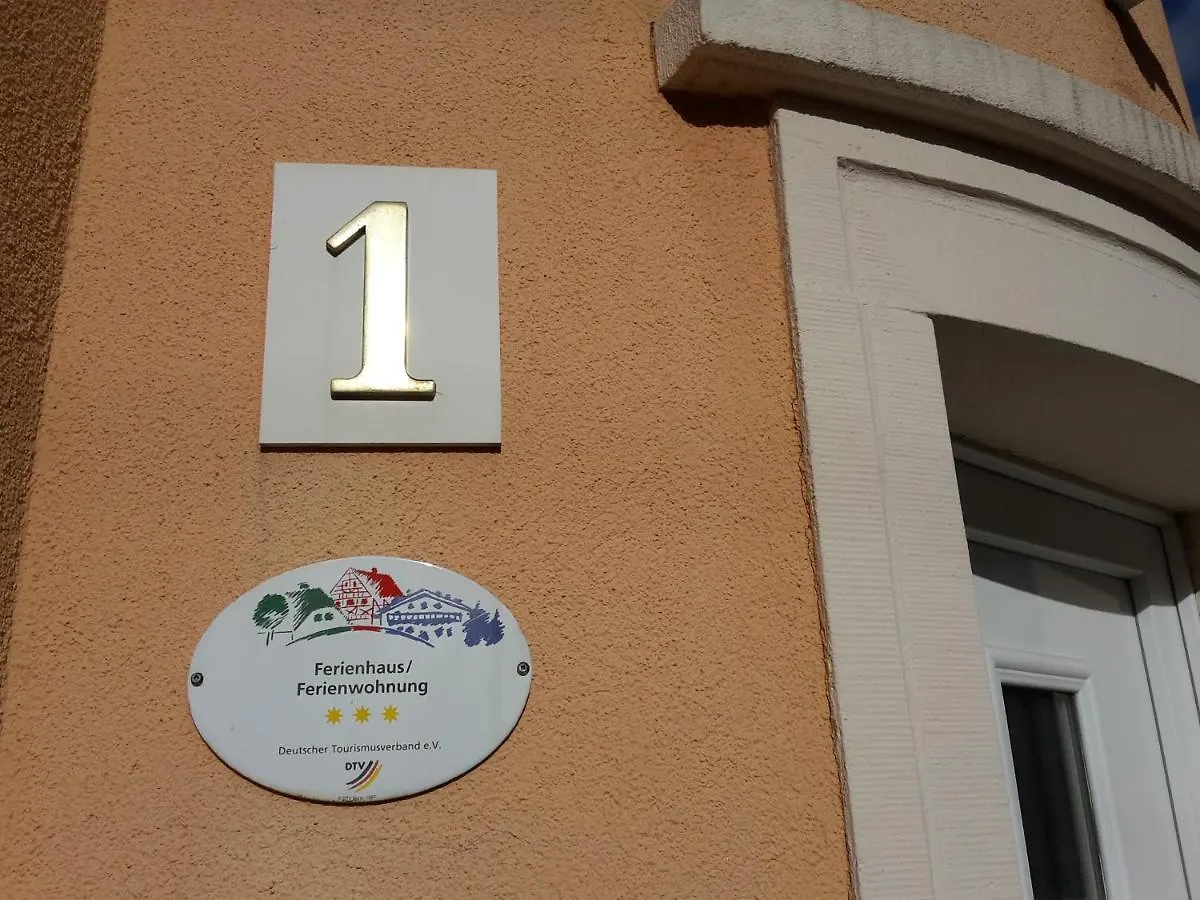 1
Ferienhaus/
Ferienwohnung
Deutscher Tourismusverband e.V.
DTV